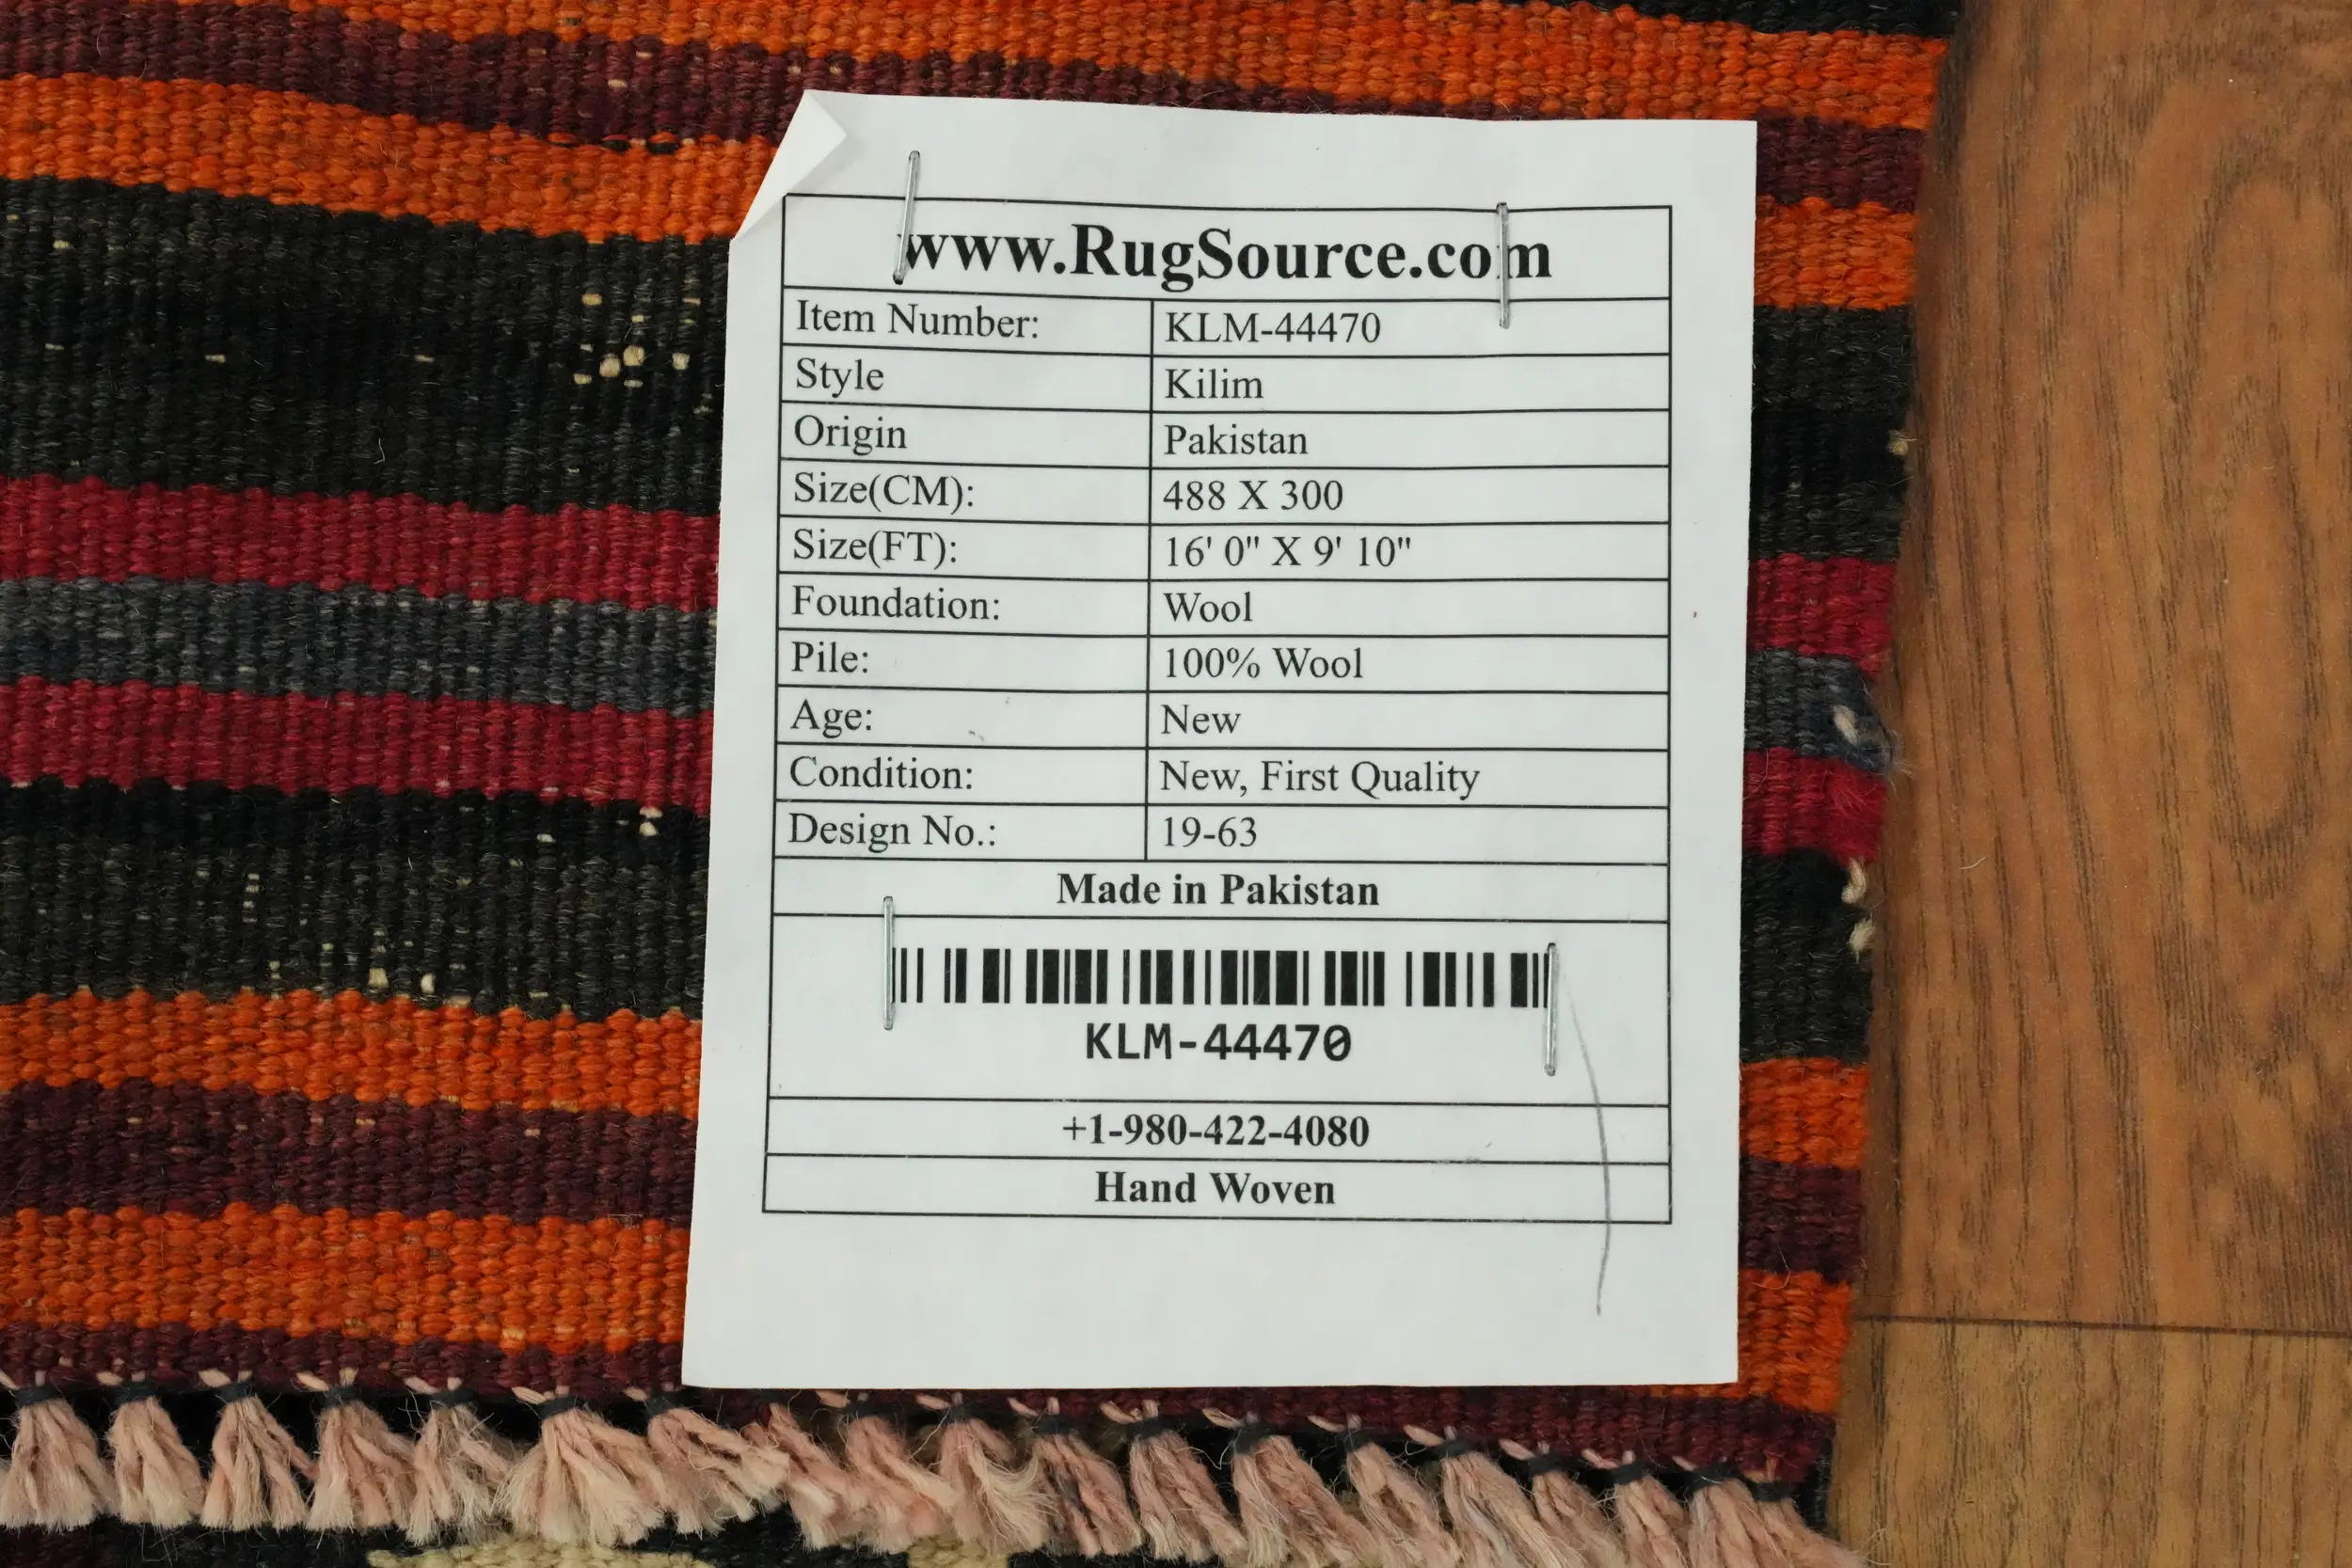 www.RugSource.com
Item Number: KLM-44470
Style Kilim
Origin Pakistan
Size(CM): 488 X 300
Size(FT): 16' 0" X 9' 10"
Foundation: Wool
Pile: 100% Wool
Age: New
Condition: New, First Quality
Design No.: 19-63
Made in Pakistan
KLM-44470
+1-980-422-4080
Hand Woven